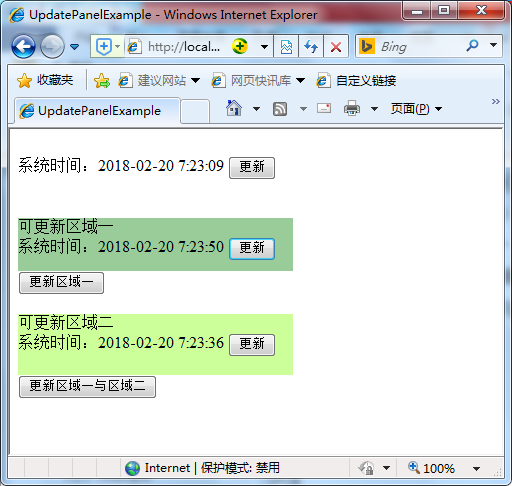 UpdatePanelExample - Windows Internet Explorer
http://local... Bing
收藏夹 建议网站 网页快讯库 自定义链接
UpdatePanelExample 页面(P) »
系统时间：2018-02-20 7:23:09 更新
可更新区域一
系统时间：2018-02-20 7:23:50 更新
更新区域一
可更新区域二
系统时间：2018-02-20 7:23:36 更新
更新区域一与区域二
Internet | 保护模式: 禁用 100%